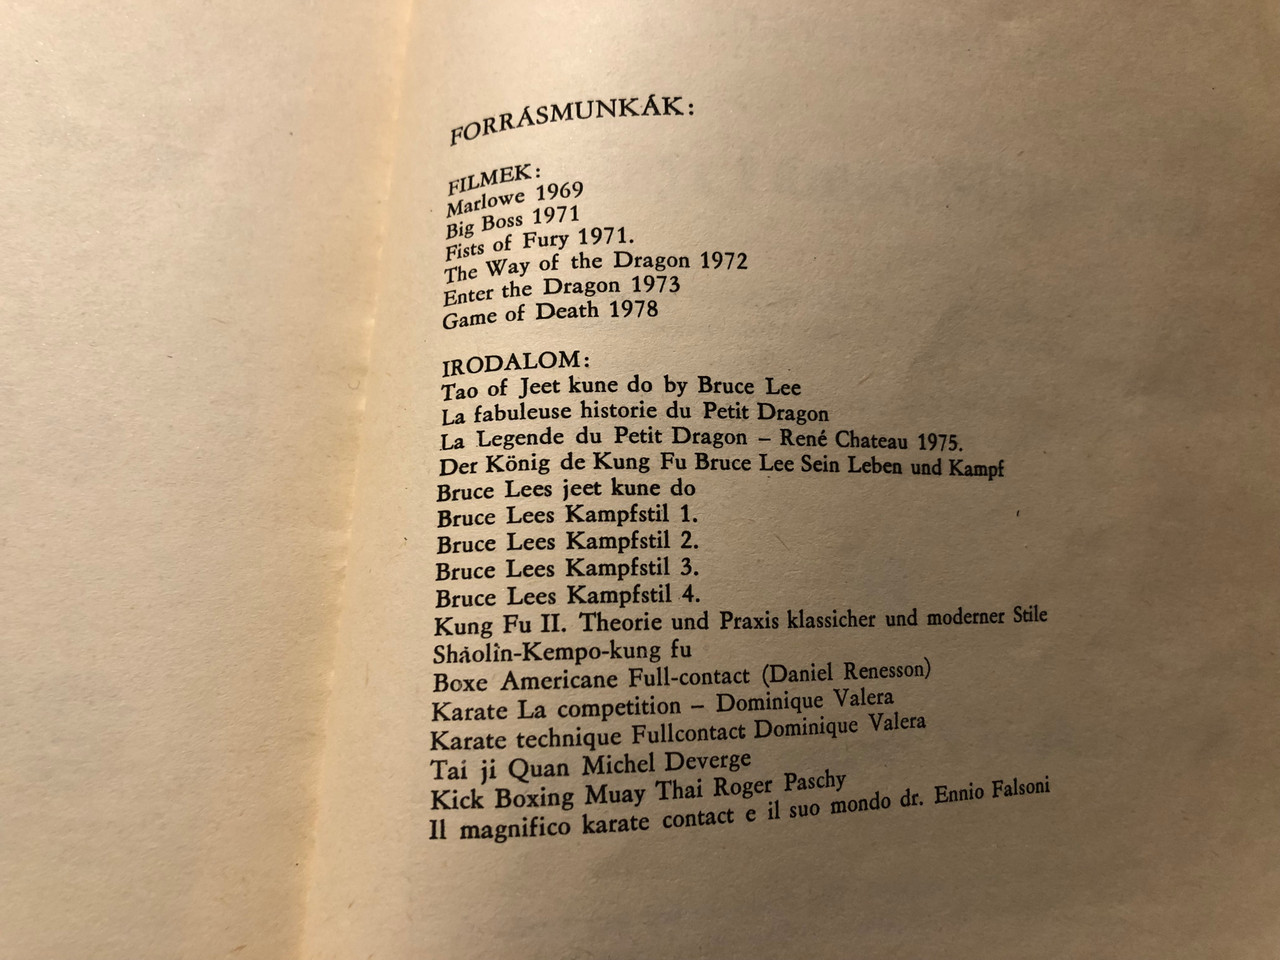 FORRÁSMUNKÁK:
FILMEK:
Marlowe 1969
Big Boss 1971
Fists of Fury 1971.
The Way of the Dragon 1972
Enter the Dragon 1973
Game of Death 1978
IRODALOM:
Tao of Jeet kune do by Bruce Lee
La fabuleuse historie du Petit Dragon
La Legende du Petit Dragon – René Chateau 1975.
Der König de Kung Fu Bruce Lee Sein Leben und Kampf
Bruce Lees jeet kune do
Bruce Lees Kampfstil 1.
Bruce Lees Kampfstil 2.
Bruce Lees Kampfstil 3.
Bruce Lees Kampfstil 4.
Kung Fu II. Theorie und Praxis klassicher und moderner Stile
Shåolîn-Kempo-kung fu
Boxe Americane Full-contact (Daniel Renesson)
Karate La competition – Dominique Valera
Karate technique Fullcontact Dominique Valera
Tai ji Quan Michel Deverge
Kick Boxing Muay Thai Roger Paschy
Il magnifico karate contact e il suo mondo dr. Ennio Falsoni